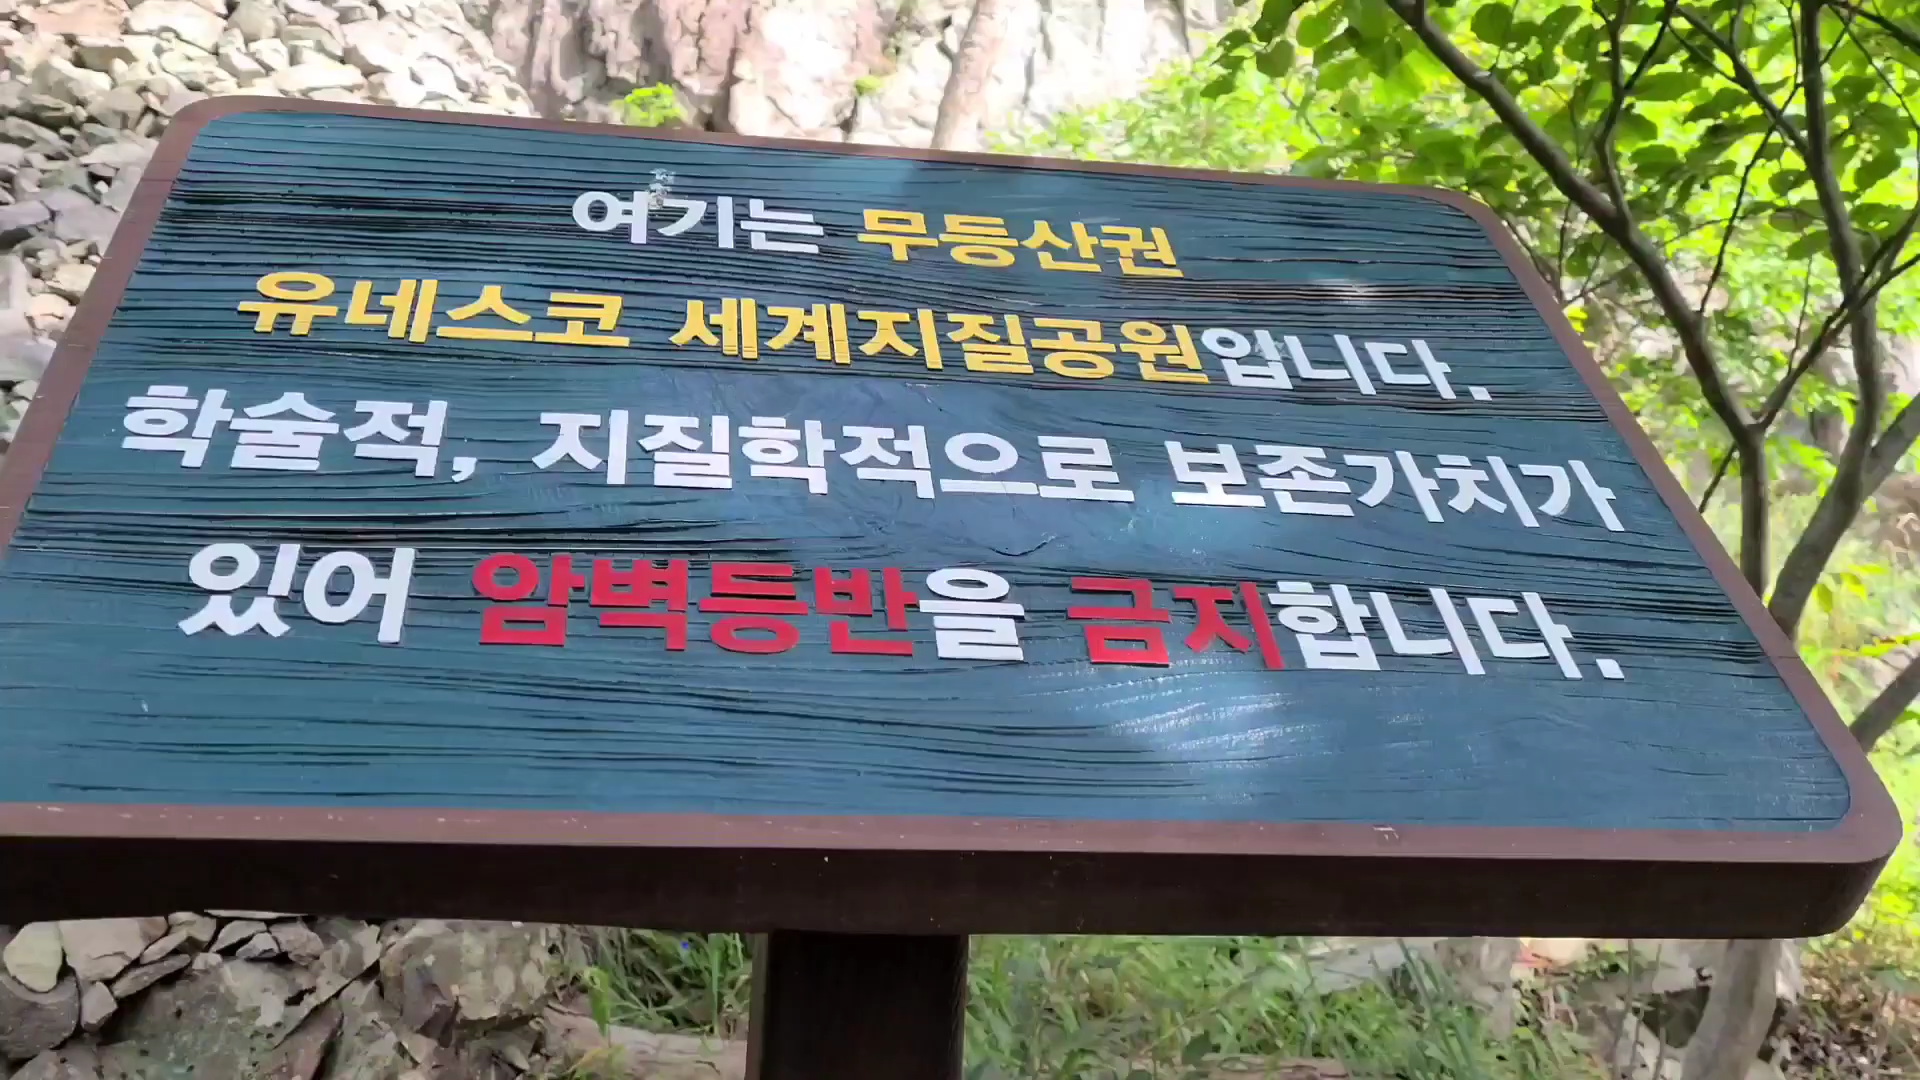 여기는 무등산권
유네스코 세계지질공원입니다.
학술적, 지질학적으로 보존가치가
있어 암벽등반을 금지합니다.